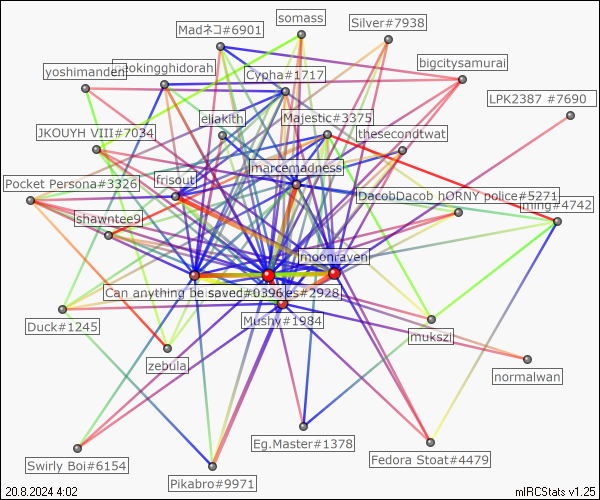 somass
Silver#7938
Madネコ#6901
bigcitysamurai
yoshimanden
ookingghidorah
Cypha#1717
LPK2387 #7690
eliakith
Majestic#3375
JKOUYH VIII#7034
thesecondtwat
marcemadness
Pocket Persona#3326
frisout
DacobDacob hORNY police#5271
ming#4742
shawntee9
moonraven
Can anything be saved#0396
es#2928
Mushy#1984
Duck#1245
mukszi
zebula
normalwan
Eg.Master#1378
Fedora Stoat#4479
Swirly Boi#6154
Pikabro#9971
20.8.2024 4:02
mIRCStats v1.25